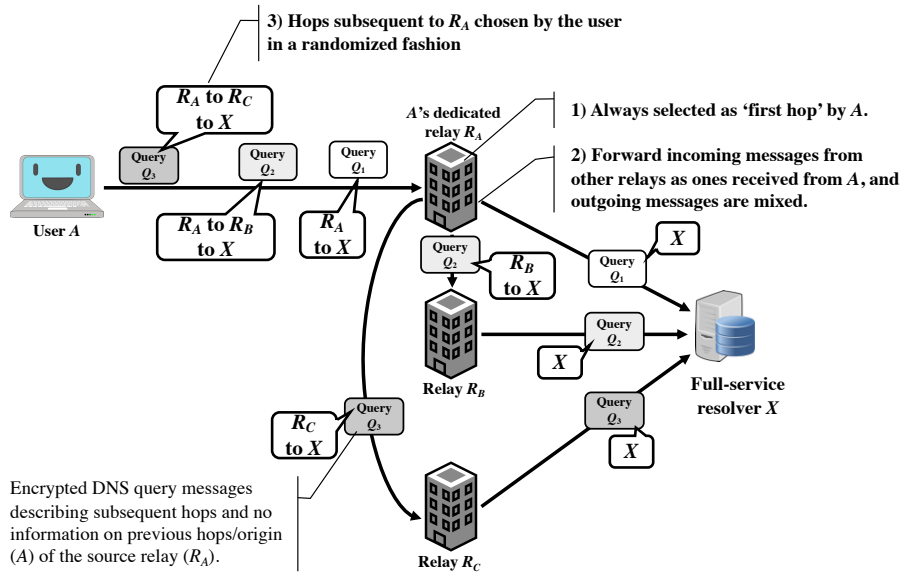 3) Hops subsequent to R_A chosen by the user
in a randomized fashion
R_A to R_C
to X
A's dedicated
relay R_A
1) Always selected as 'first hop' by A.
2) Forward incoming messages from
other relays as ones received from A, and
outgoing messages are mixed.
Query
Q_3
Query
Q_2
Query
Q_1
User A
R_A to R_B
to X
R_A
to X
Query
Q_2
R_B
to X
X
Query
Q_1
Query
Q_2
X
Relay R_B
Full-service
resolver X
R_C
to X
Query
Q_3
Query
Q_3
X
Encrypted DNS query messages
describing subsequent hops and no
information on previous hops/origin
(A) of the source relay (R_A).
Relay R_C